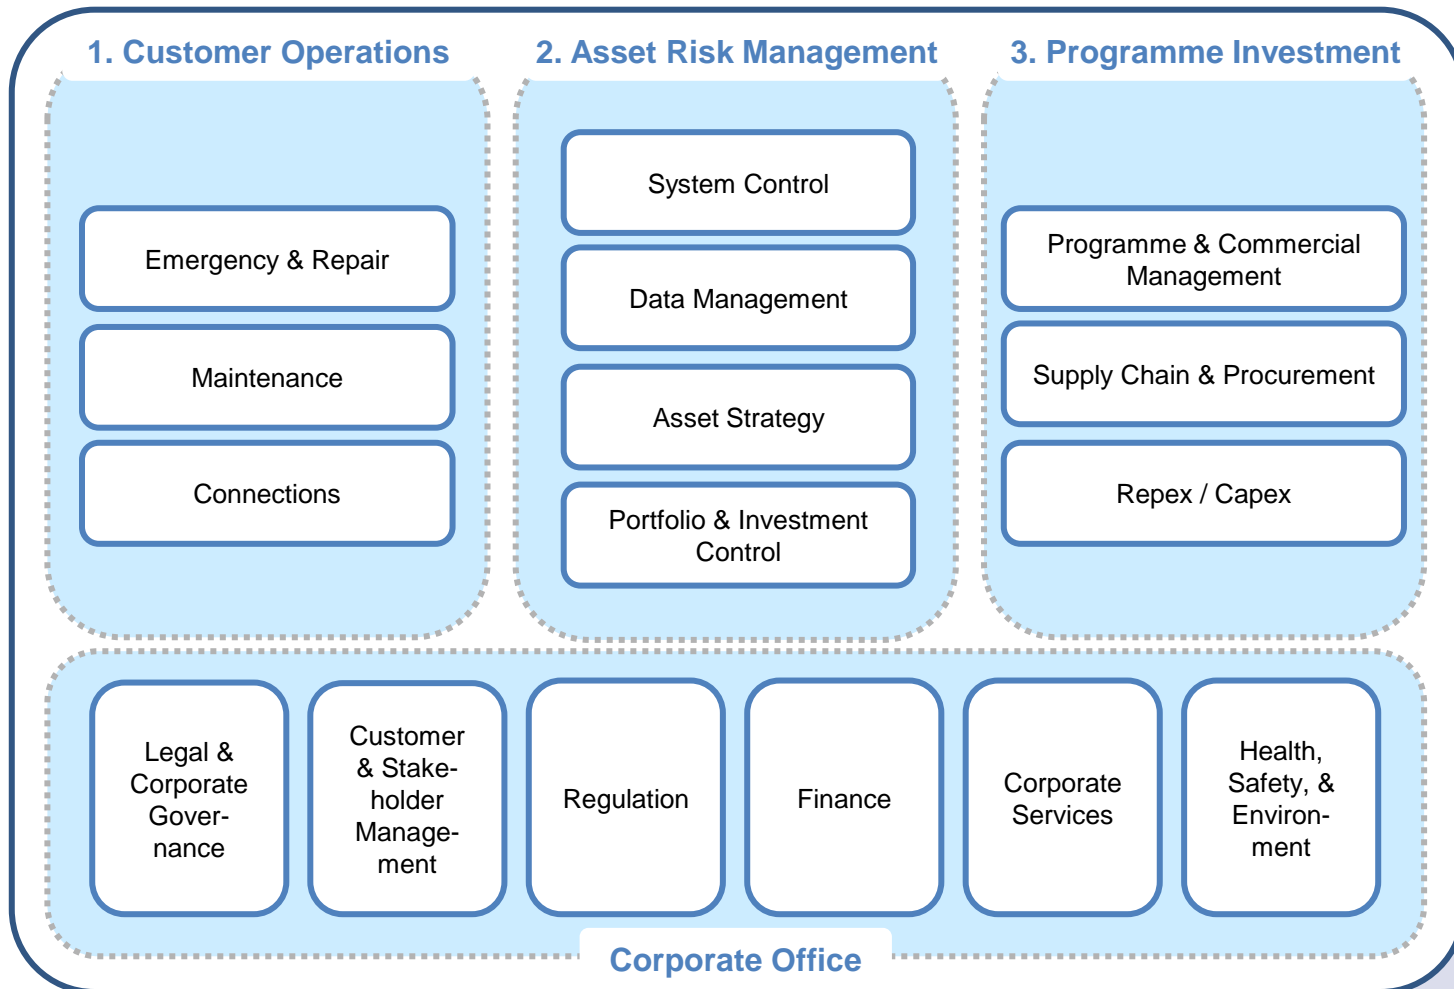 1. Customer Operations
Emergency & Repair
Maintenance
Connections
2. Asset Risk Management
System Control
Data Management
Asset Strategy
Portfolio & Investment
Control
3. Programme Investment
Programme & Commercial
Management
Supply Chain & Procurement
Repex / Capex
Legal &
Corporate
Gover-
nance
Customer
& Stake-
holder
Manage-
ment
Regulation
Finance
Corporate
Services
Health,
Safety, &
Environ-
ment
Corporate Office